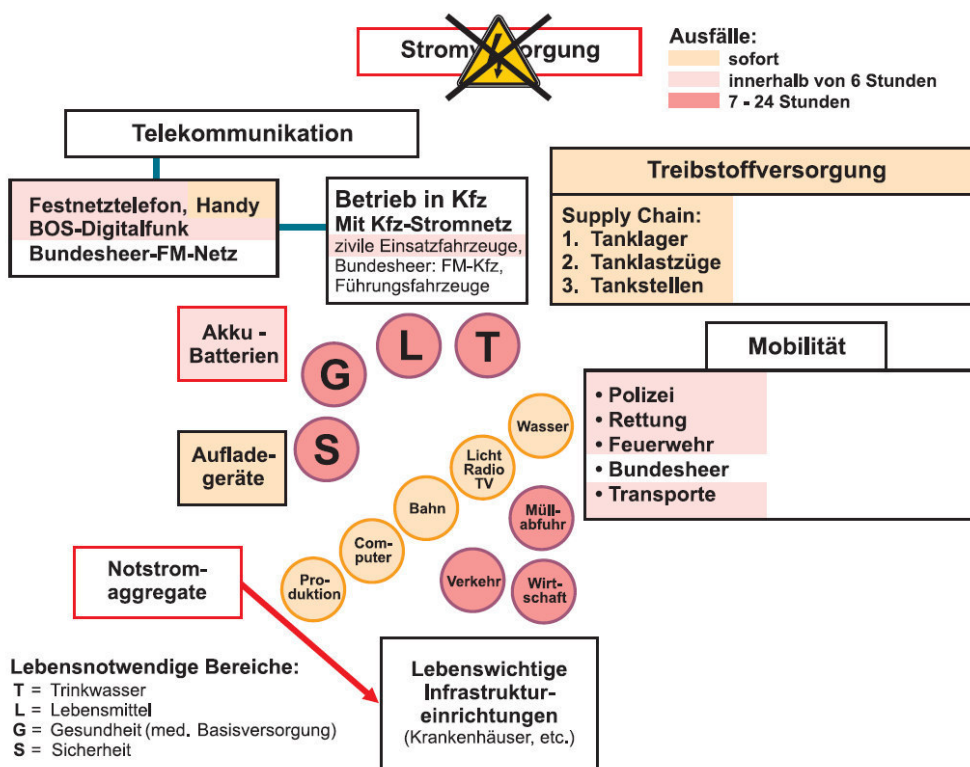 Stromv orgung
Ausfälle:
sofort
innerhalb von 6 Stunden
7 - 24 Stunden
Telekommunikation
Festnetztelefon, Handy
BOS-Digitalfunk
Bundesheer-FM-Netz
Betrieb in Kfz
Mit Kfz-Stromnetz
zivile Einsatzfahrzeuge,
Bundesheer: FM-Kfz,
Führungsfahrzeuge
Treibstoffversorgung
Supply Chain:
1. Tanklager
2. Tanklastzüge
3. Tankstellen
Mobilität
• Polizei
• Rettung
• Feuerwehr
• Bundesheer
• Transporte
Akku -
Batterien
Auflade-
geräte
G
L
T
S
Wasser
Licht
Radio
TV
Bahn
Com-
puter
Pro-
duktion
Müll-
abfuhr
Verkehr
Wirt-
schaft
Notstrom-
aggregate
Lebenswichtige
Infrastruktur-
einrichtungen
(Krankenhäuser, etc.)
Lebensnotwendige Bereiche:
T = Trinkwasser
L = Lebensmittel
G = Gesundheit (med. Basisversorgung)
S = Sicherheit